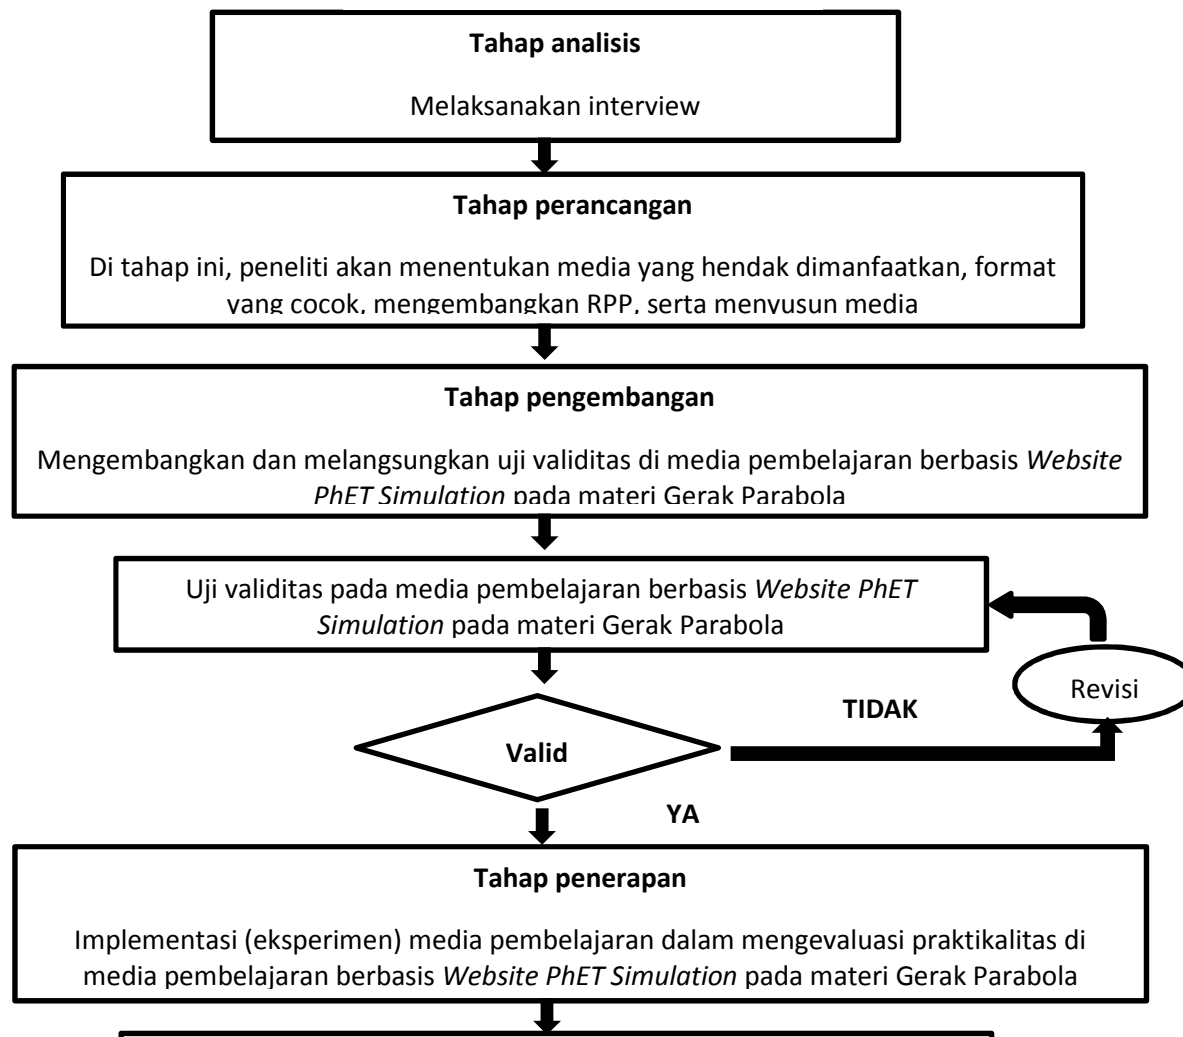 Tahap analisis
Melaksanakan interview
Tahap perancangan
Di tahap ini, peneliti akan menentukan media yang hendak dimanfaatkan, format
yang cocok, mengembangkan RPP, serta menyusun media
Tahap pengembangan
Mengembangkan dan melangsungkan uji validitas di media pembelajaran berbasis Website
PhET Simulation pada materi Gerak Parabola
Uji validitas pada media pembelajaran berbasis Website PhET
Simulation pada materi Gerak Parabola
Revisi
TIDAK
Valid
YA
Tahap penerapan
Implementasi (eksperimen) media pembelajaran dalam mengevaluasi praktikalitas di
media pembelajaran berbasis Website PhET Simulation pada materi Gerak Parabola